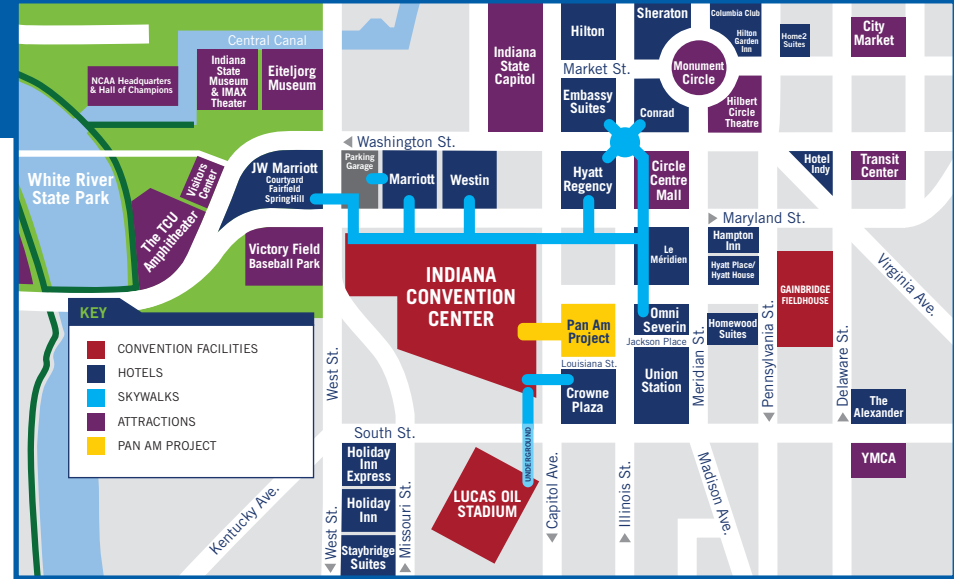 Central Canal
NCAA Headquarters
& Hall of Champions
Indiana
State
Museum
& IMAX
Theater
Eiteljorg
Museum
Indiana
State
Capitol
Hilton
Sheraton
Columbia Club
Hilton
Garden
Inn
Home2
Suites
City
Market
Market St.
Monument
Circle
Embassy
Suites
Conrad
Hilbert
Circle
Theatre
Washington St.
White River
State Park
Visitors
Center
The TCU
Amphitheater
JW Marriott
Courtyard
Fairfield
SpringHill
Parking
Garage
Marriott
Westin
Hyatt
Regency
Circle
Centre
Mall
Hotel
Indy
Transit
Center
Maryland St.
Victory Field
Baseball Park
INDIANA
CONVENTION
CENTER
Le
Méridien
Hampton
Inn
Hyatt Place/
Hyatt House
GAINBRIDGE
FIELDHOUSE
Virginia Ave.
Pan Am
Project
Omni
Severin
Homewood
Suites
Jackson Place
Louisiana St.
Crowne
Plaza
Union
Station
Meridian St.
Pennsylvania St.
Delaware St.
The
Alexander
YMCA
KEY
CONVENTION FACILITIES
HOTELS
SKYWALKS
ATTRACTIONS
PAN AM PROJECT
West St.
South St.
Holiday
Inn
Express
Holiday
Inn
Staybridge
Suites
UNDERGROUND
LUCAS OIL
STADIUM
Kentucky Ave.
West St.
Missouri St.
Capitol Ave.
Illinois St.
Madison Ave.